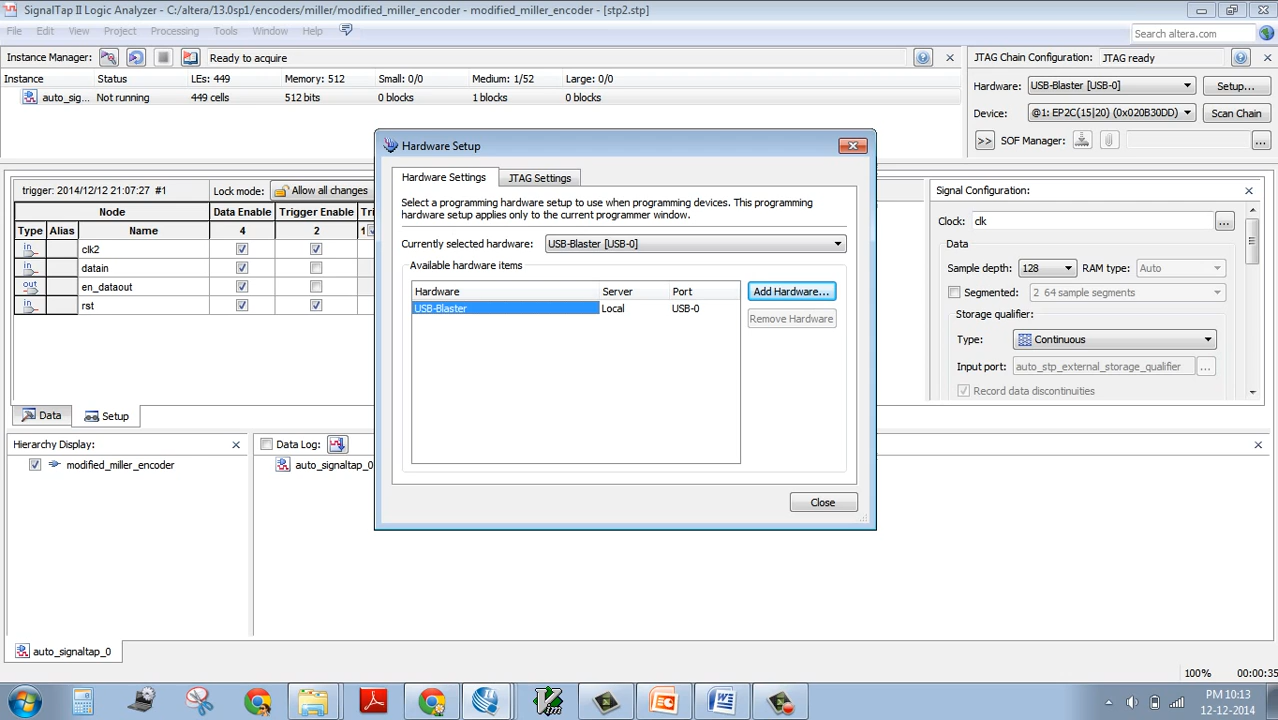 SignalTap II Logic Analyzer - C:/altera/13.0sp1/encoders/miller/modified_miller_encoder - modified_miller_encoder - [stp2.stp]
File Edit View Project Processing Tools Window Help
Search altera.com
Instance Manager: Ready to acquire
JTAG Chain Configuration: JTAG ready
Instance Status LEs: 449 Memory: 512 Small: 0/0 Medium: 1/52 Large: 0/0
auto_sig... Not running 449 cells 512 bits 0 blocks 1 blocks 0 blocks
Hardware: USB-Blaster [USB-0] Setup...
Device: @1: EP2C(15|20) (0x020B30DD) Scan Chain
>> SOF Manager: ...
Hardware Setup
Hardware Settings JTAG Settings
Select a programming hardware setup to use when programming devices. This programming
hardware setup applies only to the current programmer window.
Currently selected hardware: USB-Blaster [USB-0]
Available hardware items
Hardware Server Port
USB-Blaster Local USB-0
Add Hardware...
Remove Hardware
Close
trigger: 2014/12/12 21:07:27 #1 Lock mode: Allow all changes
Node Data Enable Trigger Enable Tri
Type Alias Name 4 2 1
in clk2
in datain
out en_dataout
in rst
Data Setup
Signal Configuration:
Clock: clk ...
Data
Sample depth: 128 RAM type: Auto
Segmented: 2 64 sample segments
Storage qualifier:
Type: Continuous
Input port: auto_stp_external_storage_qualifier ...
Record data discontinuities
Hierarchy Display:
modified_miller_encoder
Data Log:
auto_signaltap_0
auto_signaltap_0
100% 00:00:35
PM 10:13
12-12-2014